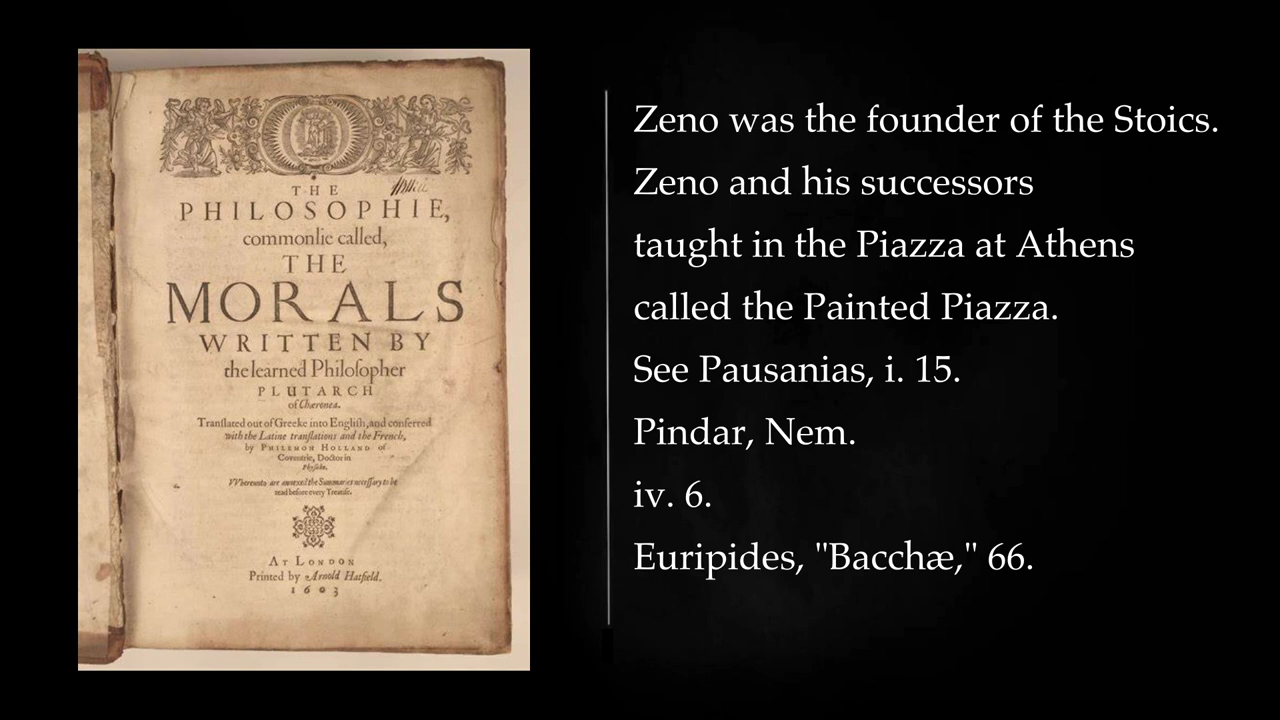 THE
PHILOSOPHIE,
commonlie called,
THE
MORALS
WRITTEN BY
the learned Philoſopher
PLUTARCH
of Chæronea.
Tranſlated out of Greeke into Engliſh, and conferred
with the Latine tranſlations and the French,
by PHILEMON HOLLAND of
Coventrie, Doctor in
Phyſicke.
VVhereunto are annexed the Summaries neceſſary to be
read before every Treatiſe.
AT LONDON
Printed by Arnold Hatfield.
1603
Zeno was the founder of the Stoics.
Zeno and his successors
taught in the Piazza at Athens
called the Painted Piazza.
See Pausanias, i. 15.
Pindar, Nem.
iv. 6.
Euripides, "Bacchæ," 66.